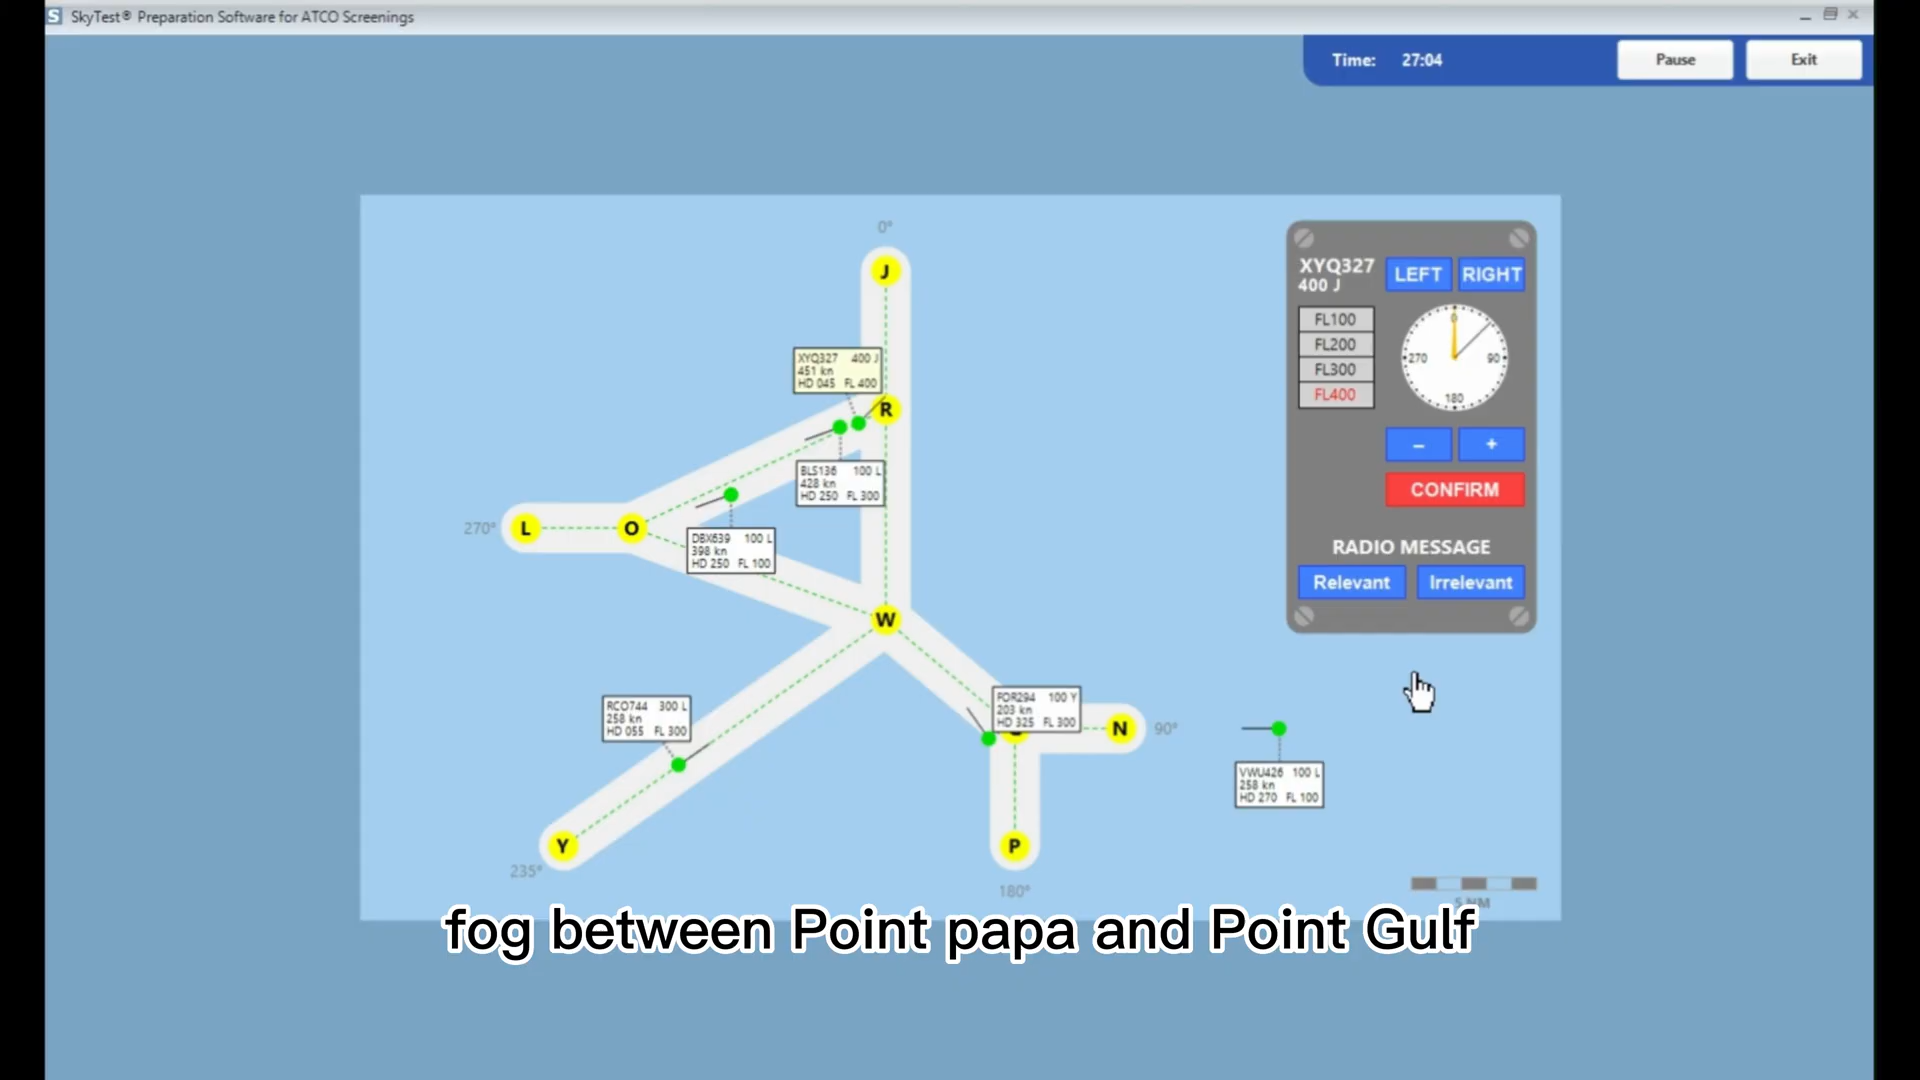 SkyTest® Preparation Software for ATCO Screenings
Time: 27:04
Pause
Exit
0°
J
XYQ327 400 J
451 kn
HD 045 FL 400
R
BLS136 100 L
428 kn
HD 250 FL 300
270°
L
O
DBX639 100 L
398 kn
HD 250 FL 100
W
RCO744 300 L
258 kn
HD 055 FL 300
FOR294 100 Y
203 kn
HD 325 FL 300
N
90°
VWU426 100 L
258 kn
HD 270 FL 100
Y
235°
P
180°
XYQ327
400 J
LEFT
RIGHT
FL100
FL200
FL300
FL400
0
270
90
180
–
+
CONFIRM
RADIO MESSAGE
Relevant
Irrelevant
5 NM
fog between Point papa and Point Gulf